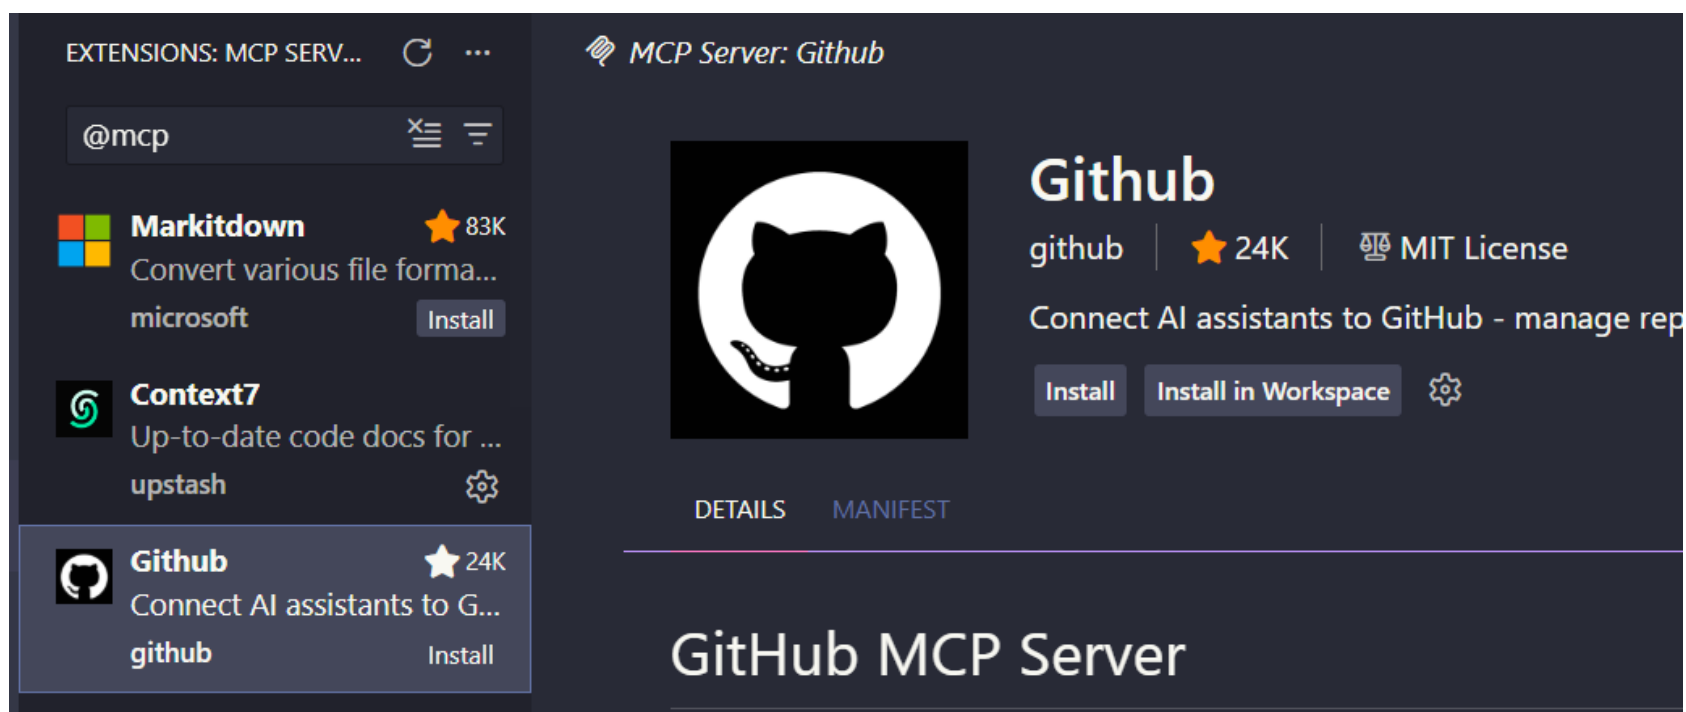 EXTENSIONS: MCP SERV...
@mcp
Markitdown 83K
Convert various file forma...
microsoft Install
Context7
Up-to-date code docs for ...
upstash
Github 24K
Connect AI assistants to G...
github Install
MCP Server: Github
Github
github 24K MIT License
Connect AI assistants to GitHub - manage rep
Install Install in Workspace
DETAILS MANIFEST
GitHub MCP Server